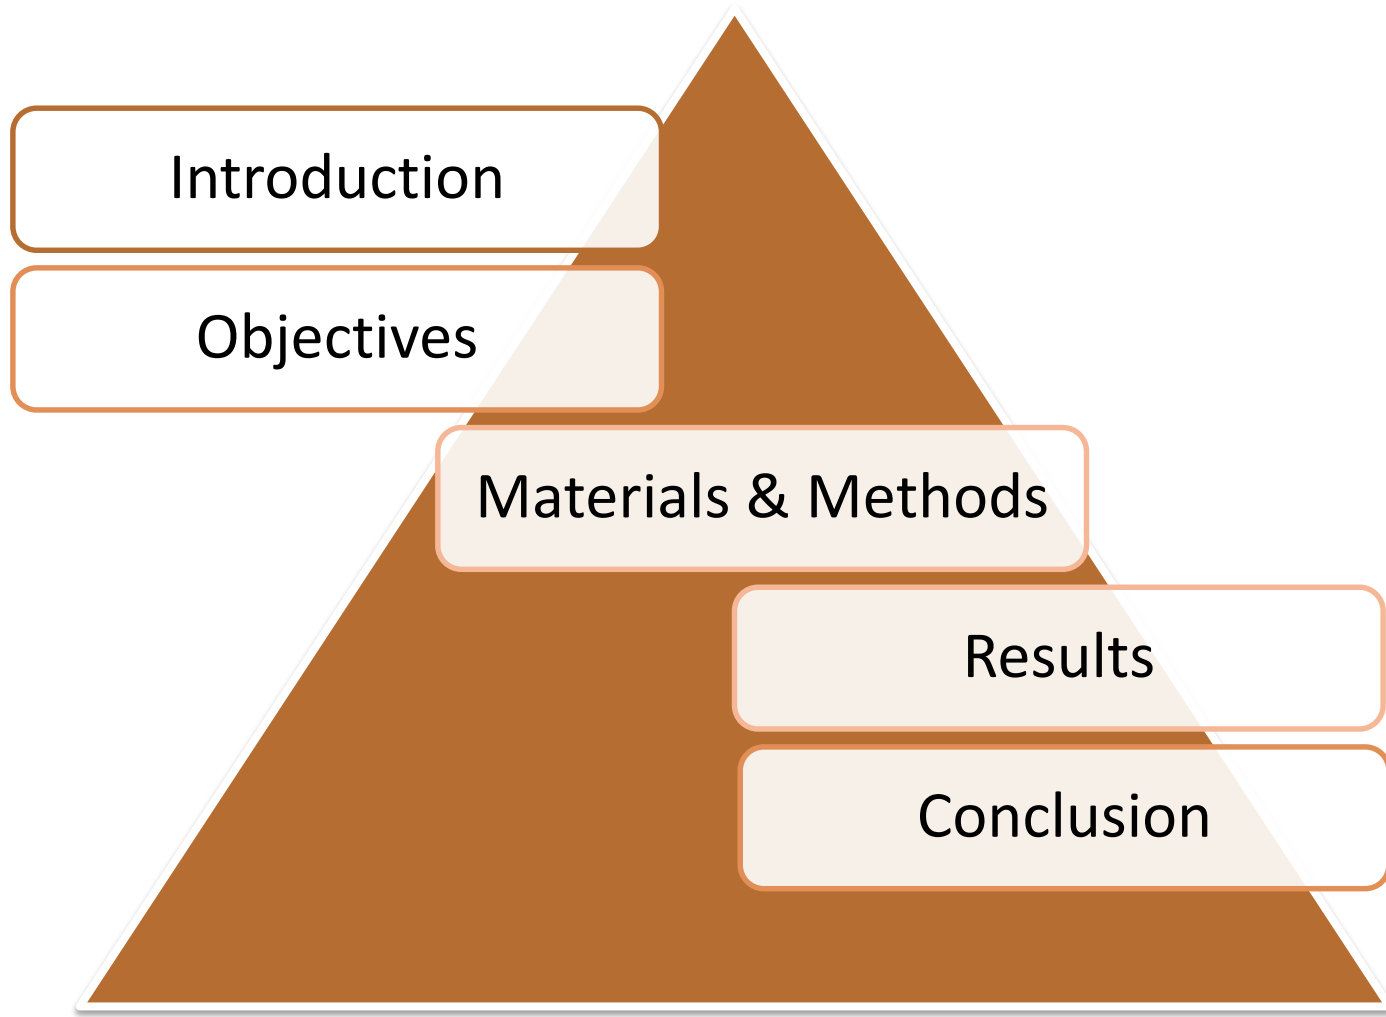 Introduction
Objectives
Materials & Methods
Results
Conclusion